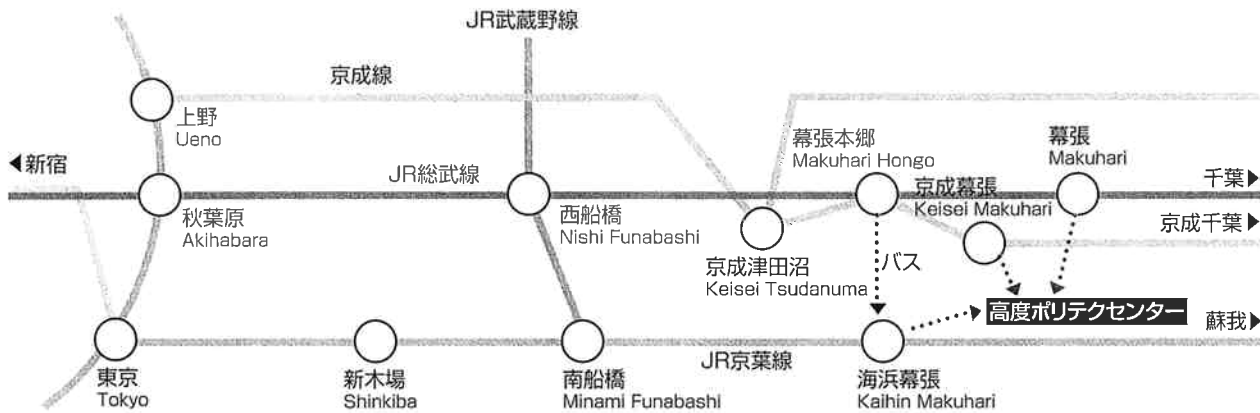 JR武蔵野線
京成線
上野
Ueno
幕張本郷
Makuhari Hongo
幕張
Makuhari
◀新宿
JR総武線
千葉▶
秋葉原
Akihabara
西船橋
Nishi Funabashi
京成幕張
Keisei Makuhari
京成千葉▶
京成津田沼
Keisei Tsudanuma
バス
高度ポリテクセンター
蘇我▶
JR京葉線
東京
Tokyo
新木場
Shinkiba
南船橋
Minami Funabashi
海浜幕張
Kaihin Makuhari